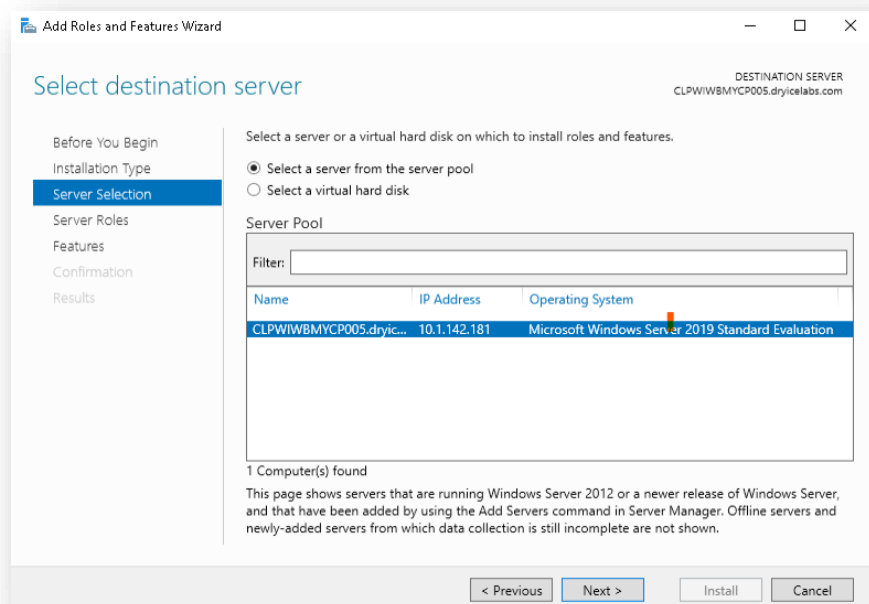 Add Roles and Features Wizard
Select destination server
DESTINATION SERVER
CLPWIWBMYCP005.dryicelabs.com
Before You Begin
Installation Type
Server Selection
Server Roles
Features
Confirmation
Results
Select a server or a virtual hard disk on which to install roles and features.
Select a server from the server pool
Select a virtual hard disk
Server Pool
Filter:
Name IP Address Operating System
CLPWIWBMYCP005.dryic... 10.1.142.181 Microsoft Windows Server 2019 Standard Evaluation
1 Computer(s) found
This page shows servers that are running Windows Server 2012 or a newer release of Windows Server,
and that have been added by using the Add Servers command in Server Manager. Offline servers and
newly-added servers from which data collection is still incomplete are not shown.
< Previous Next > Install Cancel